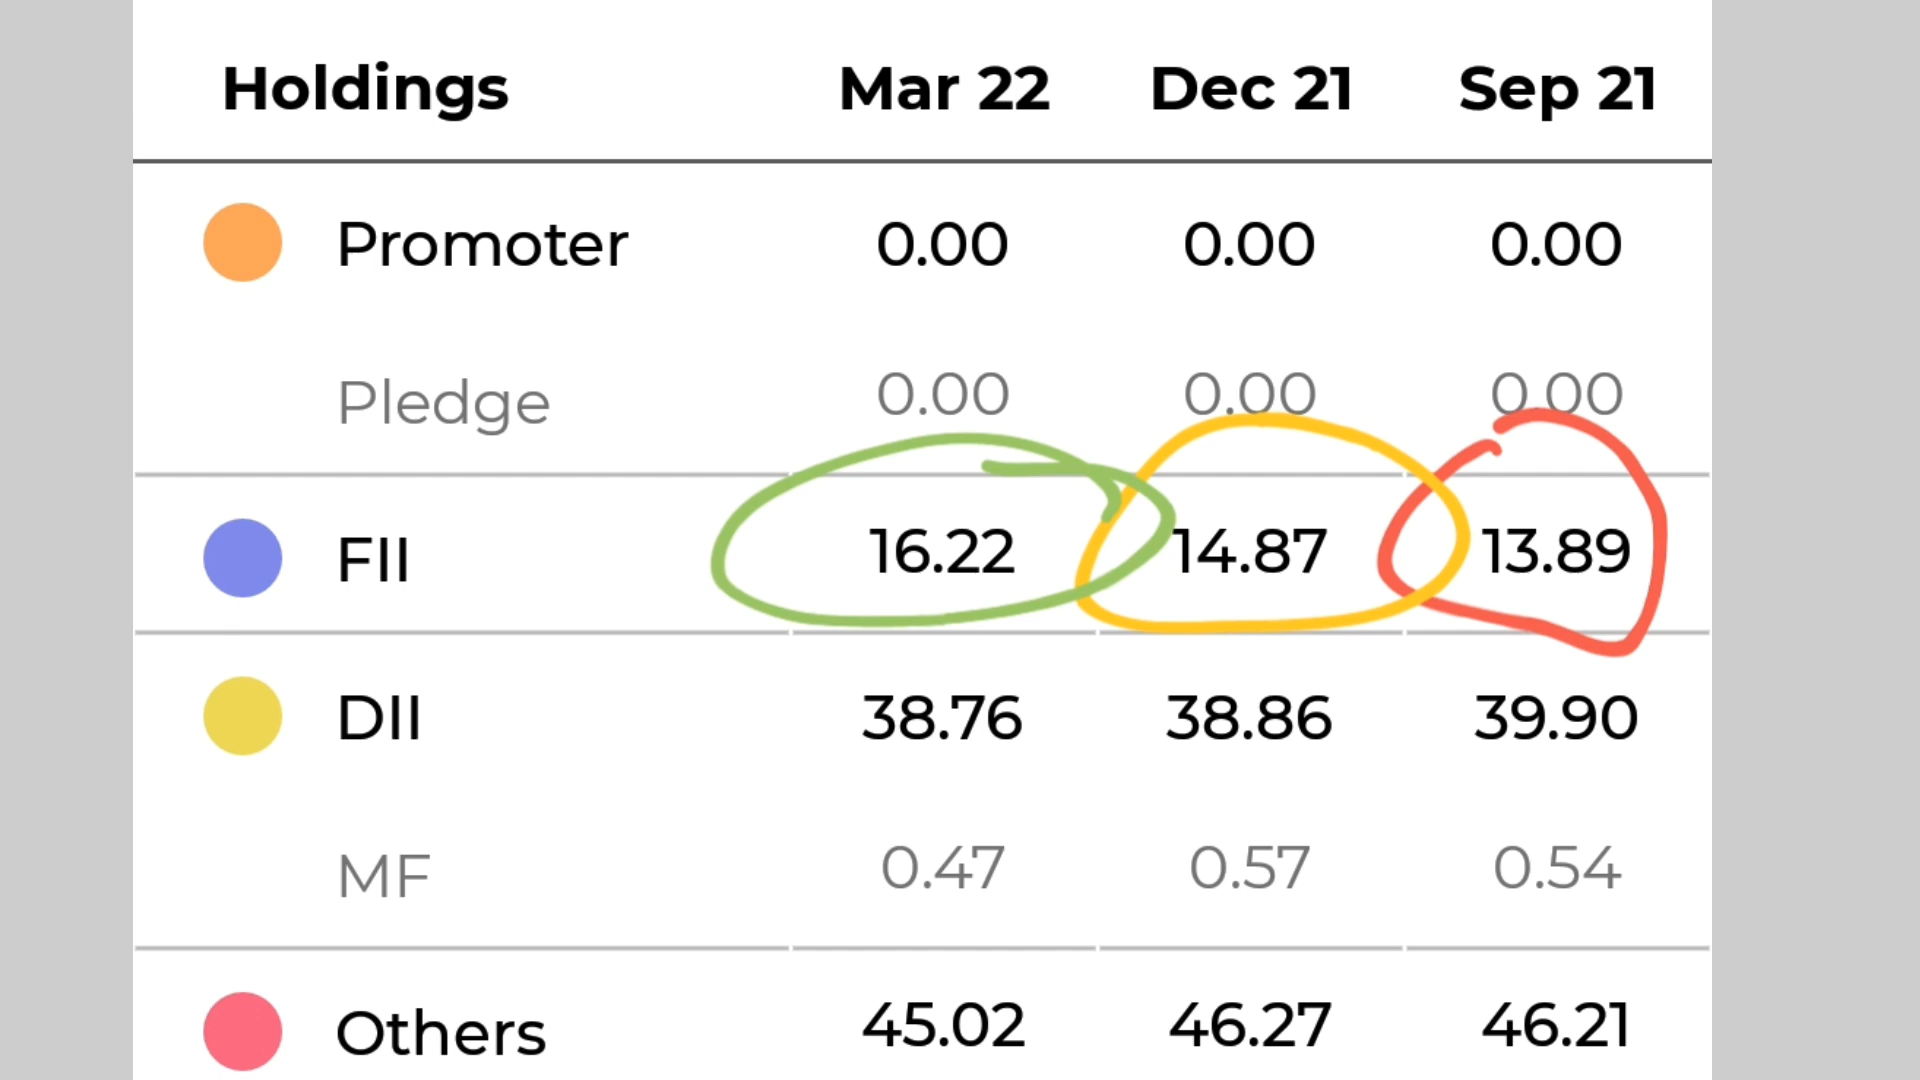 Holdings Mar 22 Dec 21 Sep 21
Promoter 0.00 0.00 0.00
Pledge 0.00 0.00 0.00
FII 16.22 14.87 13.89
DII 38.76 38.86 39.90
MF 0.47 0.57 0.54
Others 45.02 46.27 46.21